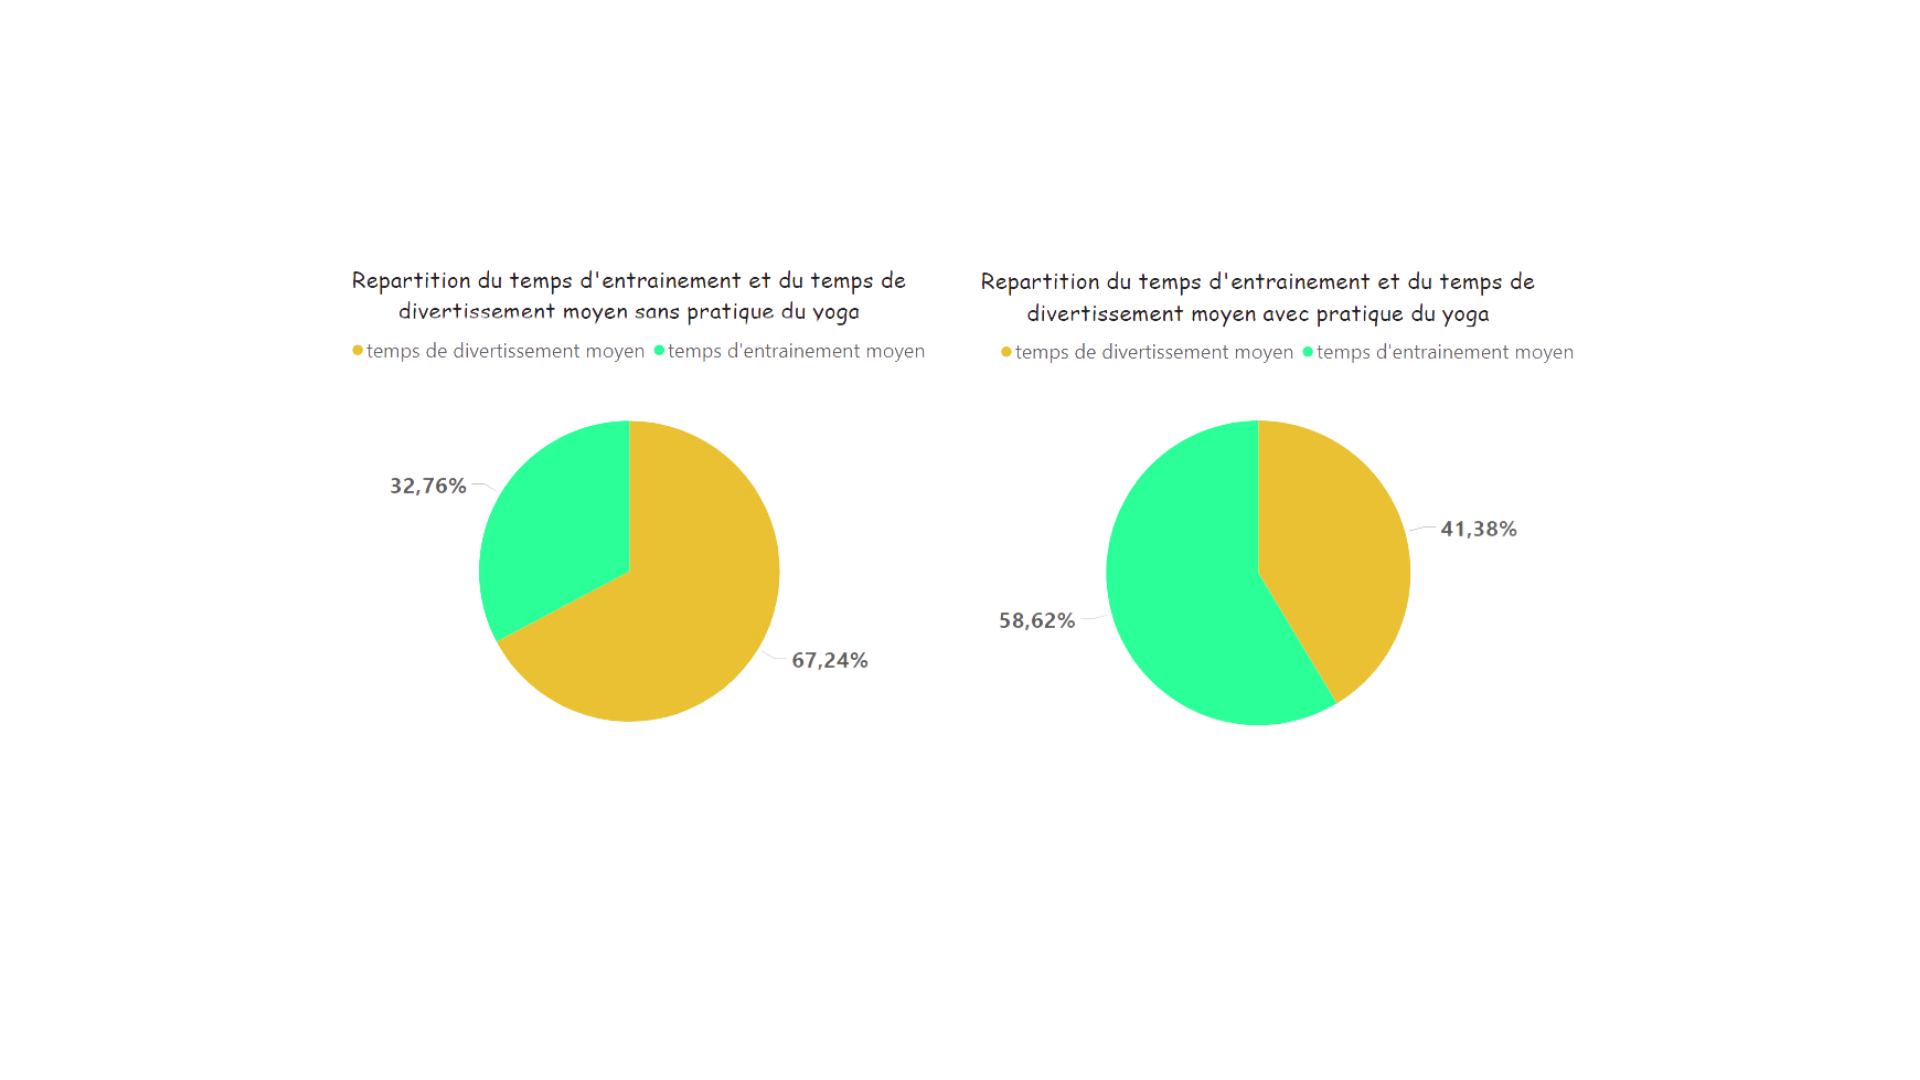 Repartition du temps d'entrainement et du temps de
divertissement moyen sans pratique du yoga
temps de divertissement moyen temps d'entrainement moyen
32,76%
67,24%
Repartition du temps d'entrainement et du temps de
divertissement moyen avec pratique du yoga
temps de divertissement moyen temps d'entrainement moyen
41,38%
58,62%